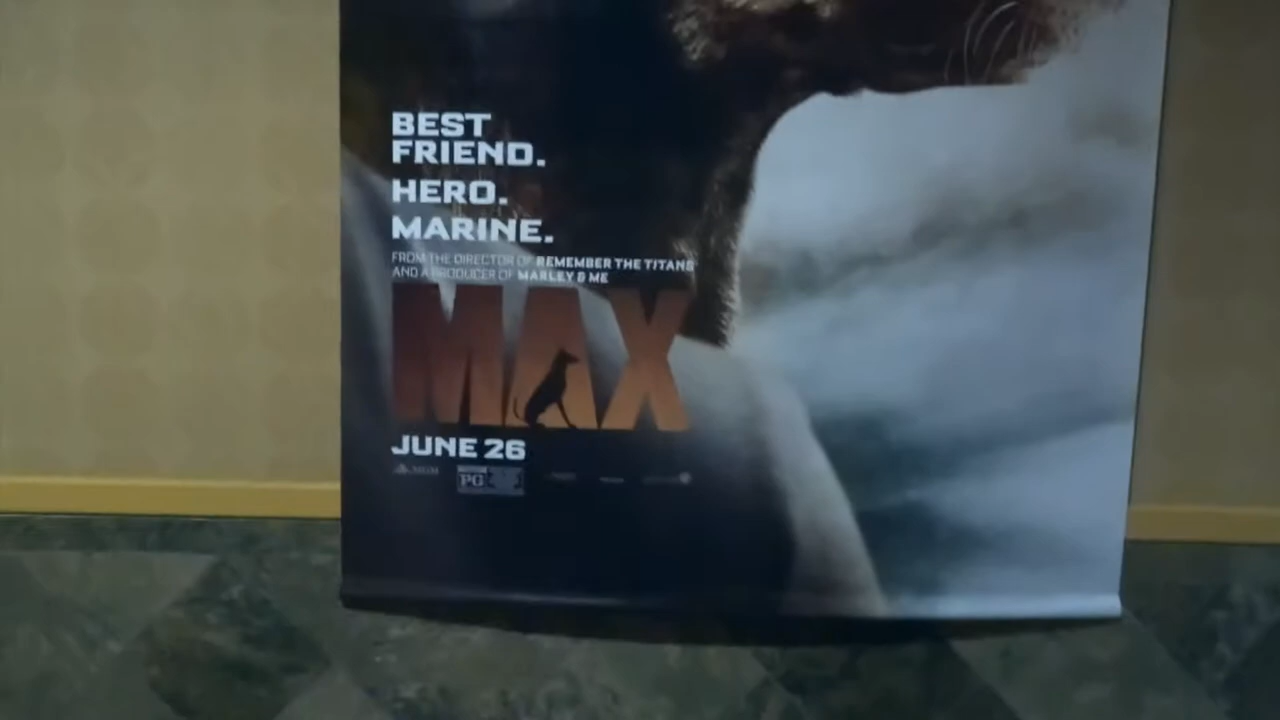 BEST
FRIEND.
HERO.
MARINE.
FROM THE DIRECTOR OF REMEMBER THE TITANS
AND A PRODUCER OF MARLEY & ME
MAX
JUNE 26
MGM
PG